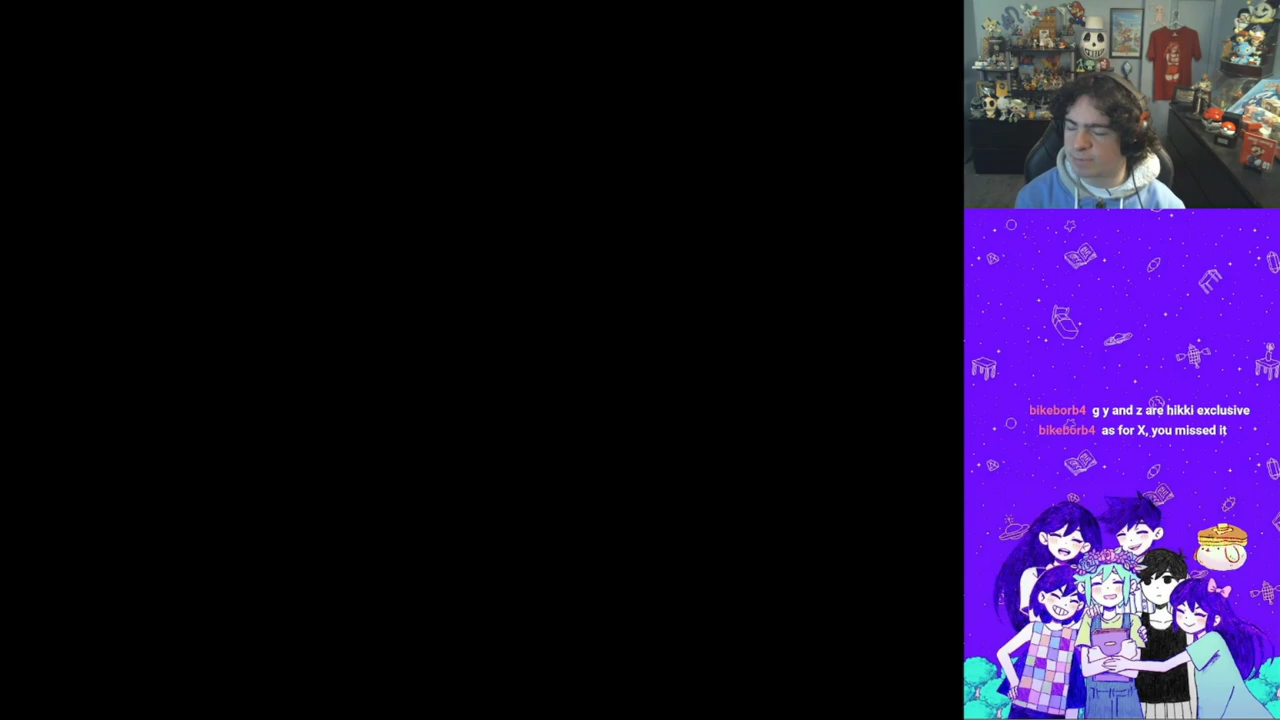 bikeborb4 g y and z are hikki exclusive
bikeborb4 as for X, you missed it